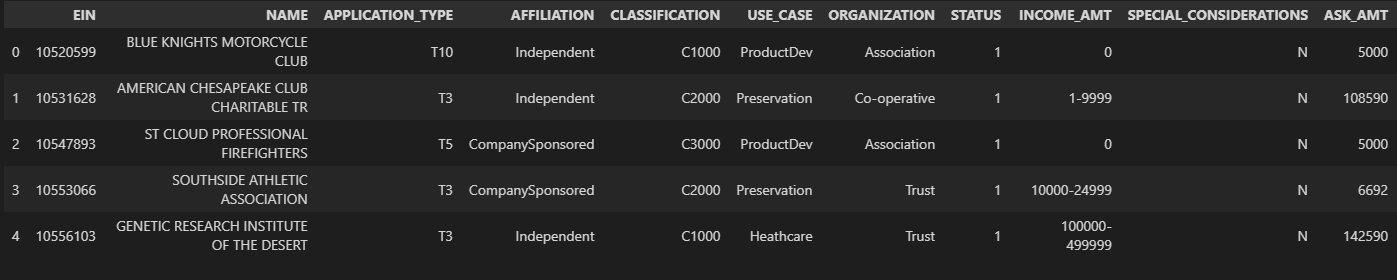 EIN NAME APPLICATION_TYPE AFFILIATION CLASSIFICATION USE_CASE ORGANIZATION STATUS INCOME_AMT SPECIAL_CONSIDERATIONS ASK_AMT
0 10520599 BLUE KNIGHTS MOTORCYCLE CLUB T10 Independent C1000 ProductDev Association 1 0 N 5000
1 10531628 AMERICAN CHESAPEAKE CLUB CHARITABLE TR T3 Independent C2000 Preservation Co-operative 1 1-9999 N 108590
2 10547893 ST CLOUD PROFESSIONAL FIREFIGHTERS T5 CompanySponsored C3000 ProductDev Association 1 0 N 5000
3 10553066 SOUTHSIDE ATHLETIC ASSOCIATION T3 CompanySponsored C2000 Preservation Trust 1 10000-24999 N 6692
4 10556103 GENETIC RESEARCH INSTITUTE OF THE DESERT T3 Independent C1000 Heathcare Trust 1 100000-499999 N 142590